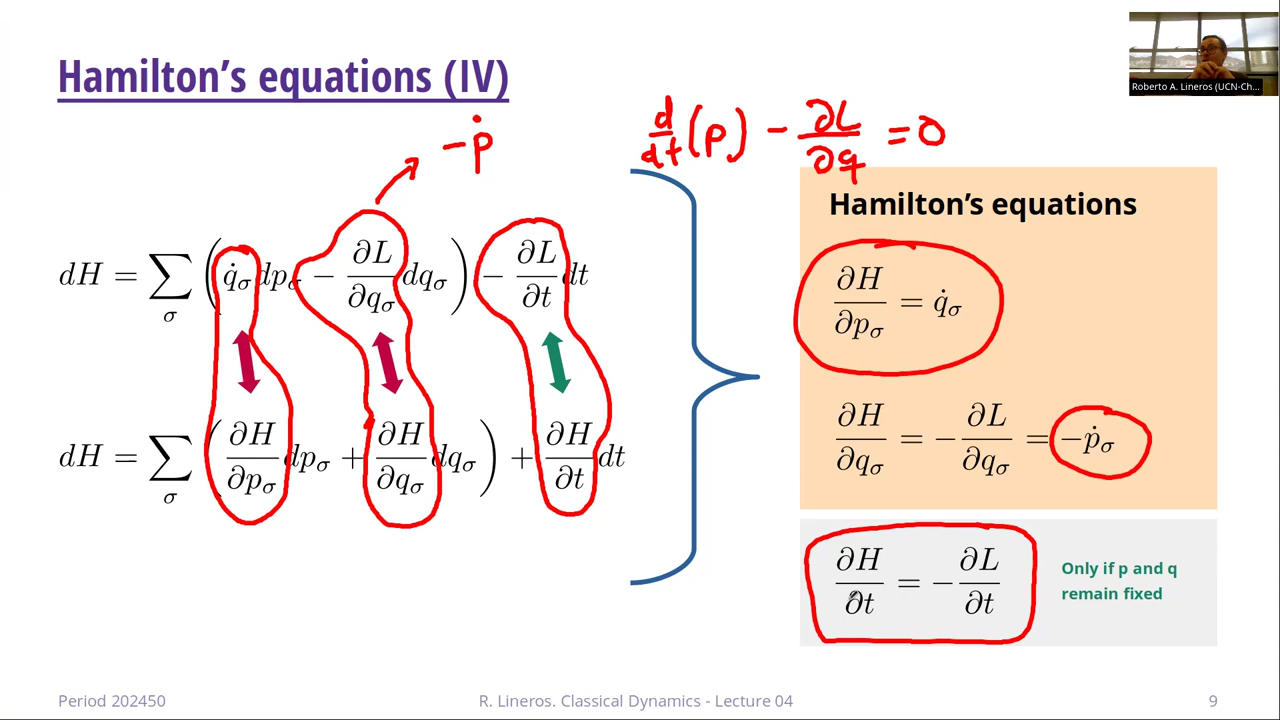 Hamilton's equations (IV)
Roberto A. Lineros (UCN-Ch...
-ṗ
d/dt (p) - ∂L/∂q = 0
dH = ∑_σ ( q̇_σ dp_σ − ∂L/∂q_σ dq_σ ) − ∂L/∂t dt
dH = ∑_σ ( ∂H/∂p_σ dp_σ + ∂H/∂q_σ dq_σ ) + ∂H/∂t dt
Hamilton's equations
∂H/∂p_σ = q̇_σ
∂H/∂q_σ = − ∂L/∂q_σ = −ṗ_σ
∂H/∂t = − ∂L/∂t
Only if p and q
remain fixed
Period 202450
R. Lineros. Classical Dynamics - Lecture 04
9